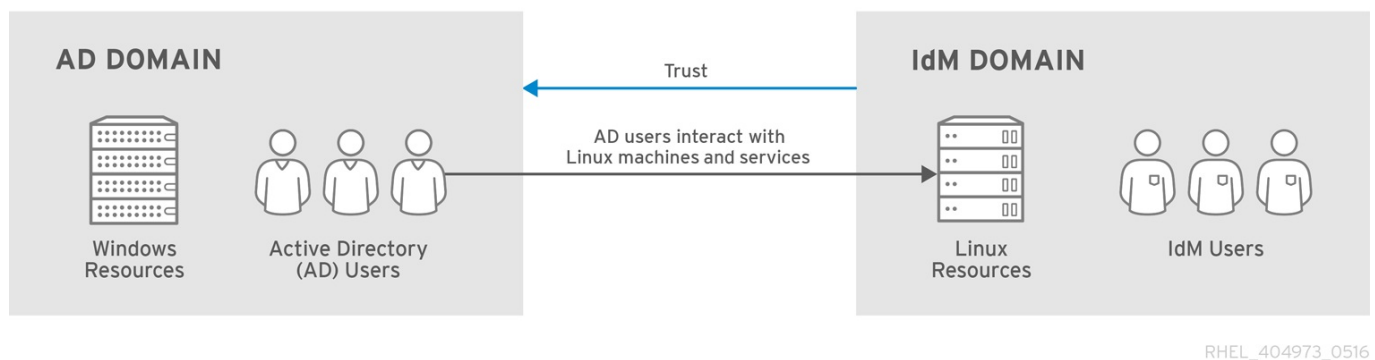 AD DOMAIN
Trust
IdM DOMAIN
AD users interact with
Linux machines and services
Windows
Resources
Active Directory
(AD) Users
Linux
Resources
IdM Users
RHEL_404973_0516